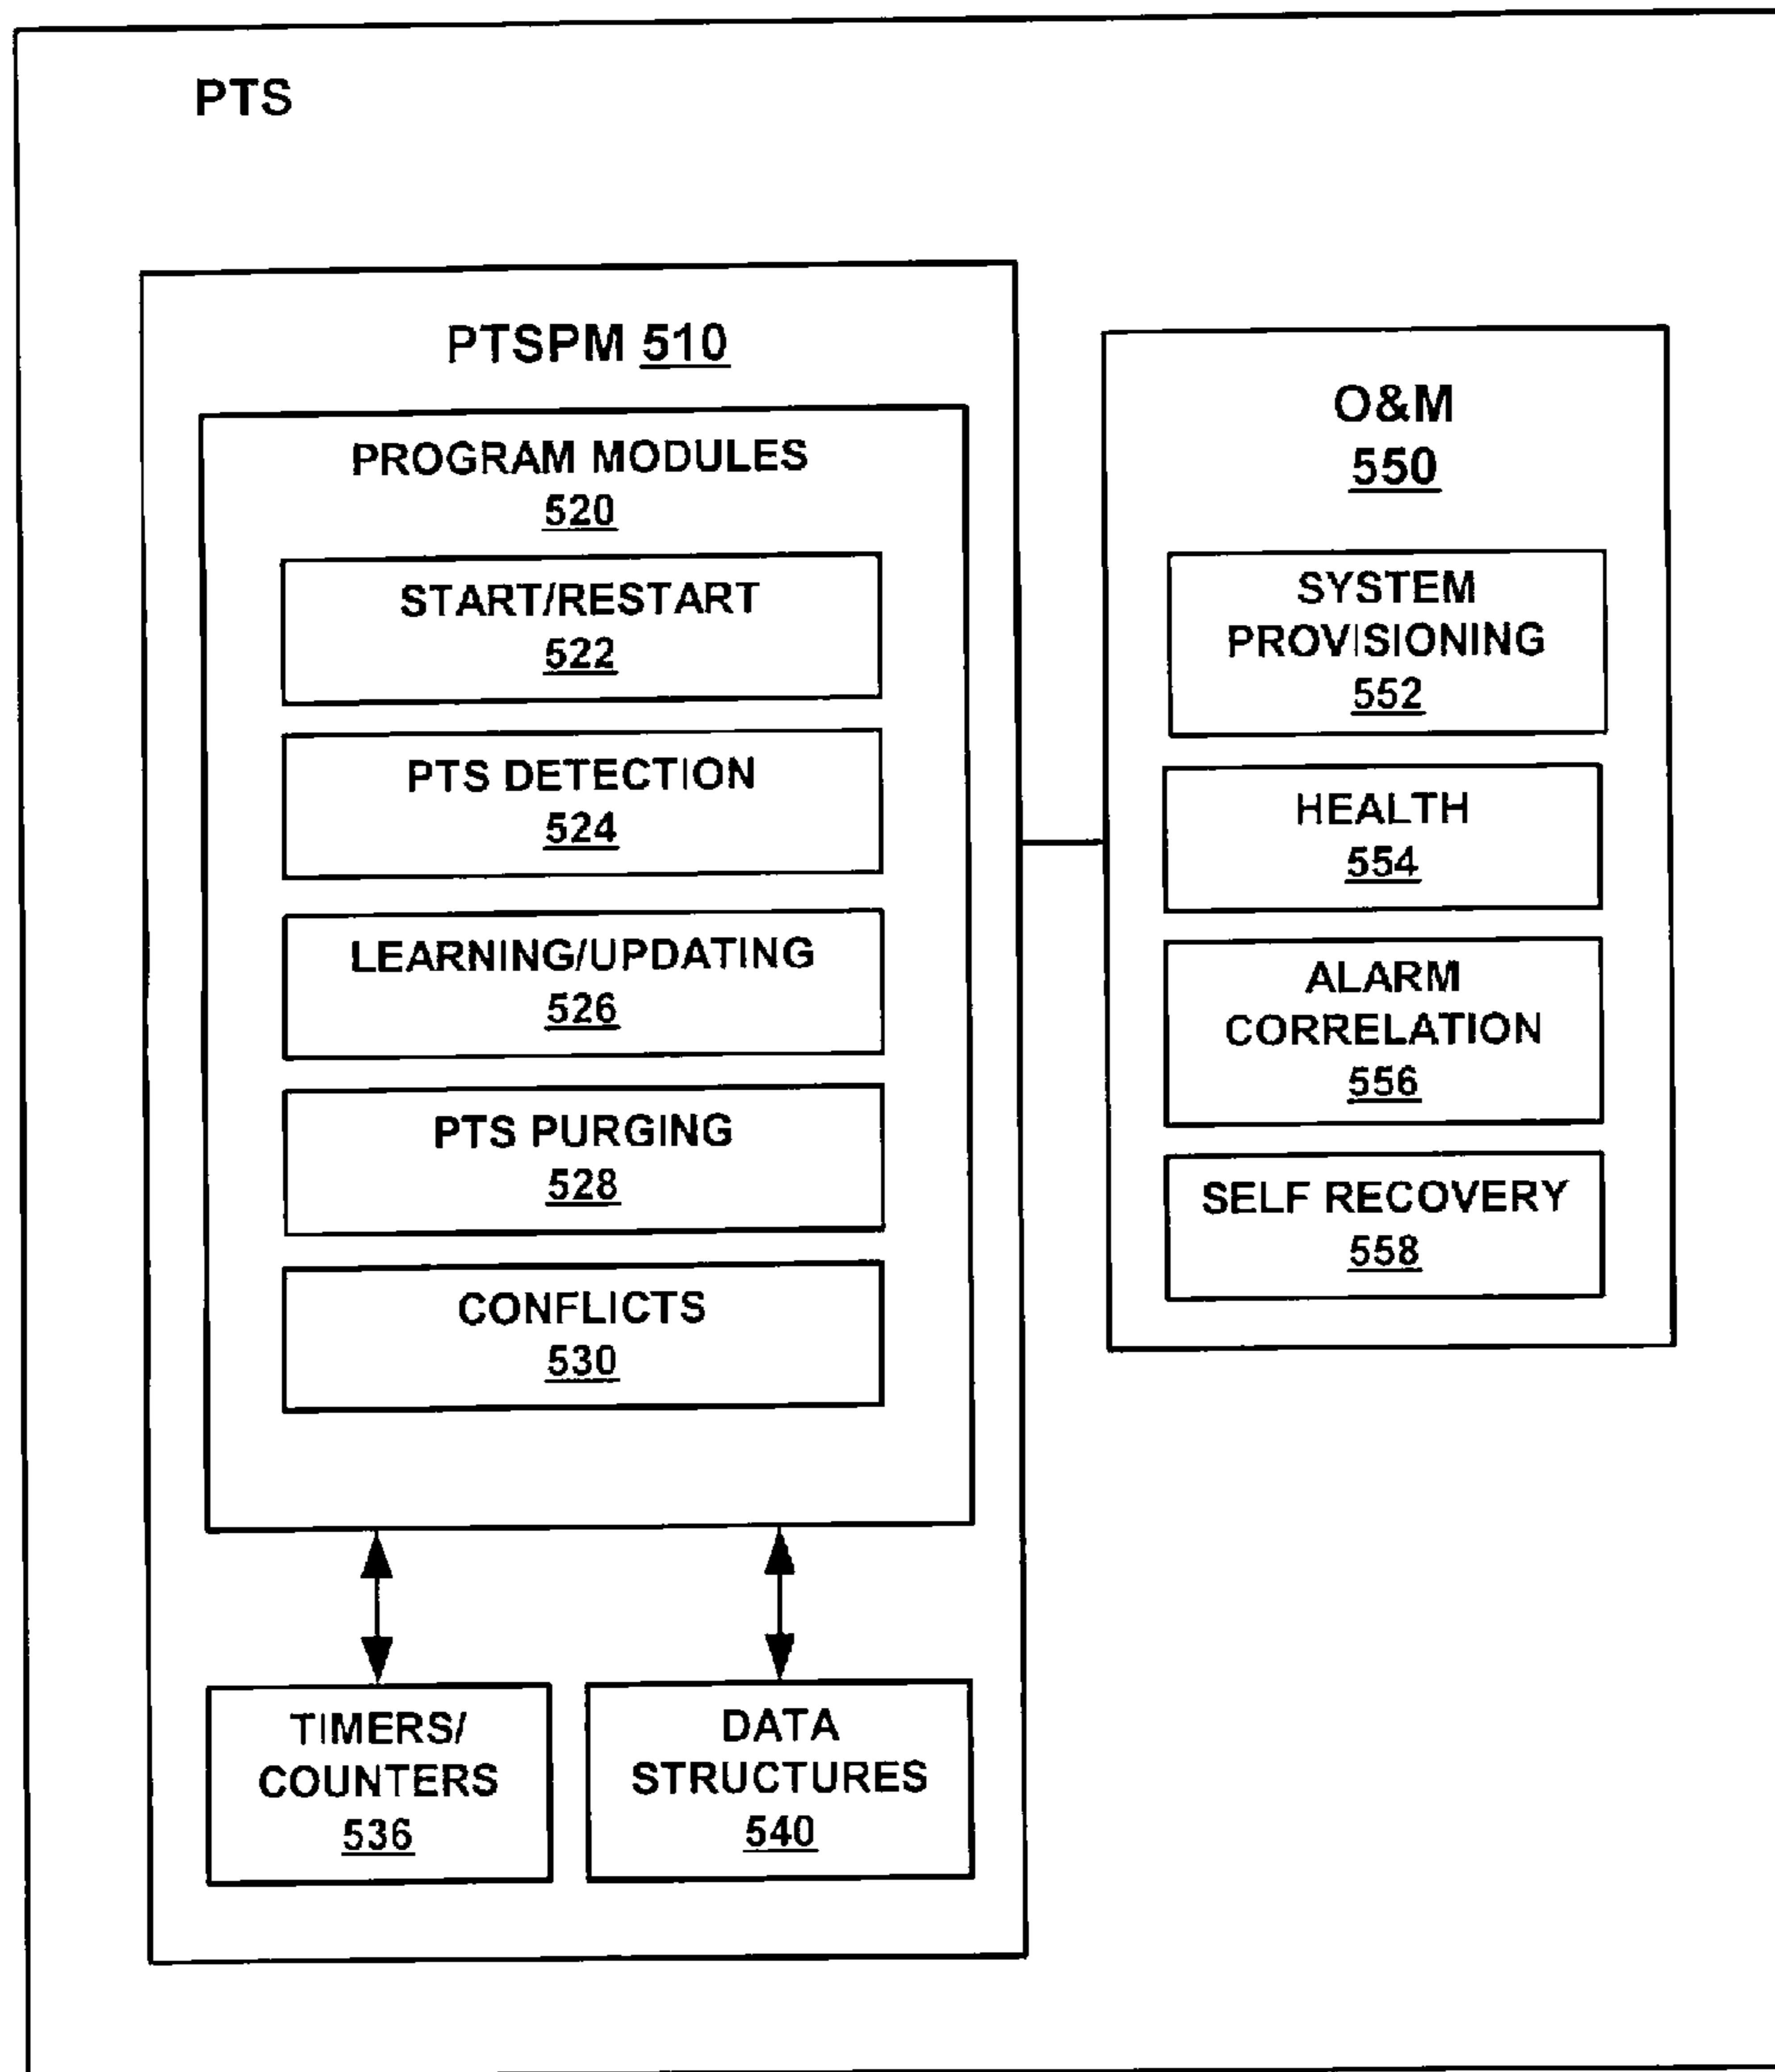 PTS
PTSPM 510
PROGRAM MODULES
520
START/RESTART
522
PTS DETECTION
524
LEARNING/UPDATING
526
PTS PURGING
528
CONFLICTS
530
TIMERS/
COUNTERS
536
DATA
STRUCTURES
540
O&M
550
SYSTEM
PROVISIONING
552
HEALTH
554
ALARM
CORRELATION
556
SELF RECOVERY
558